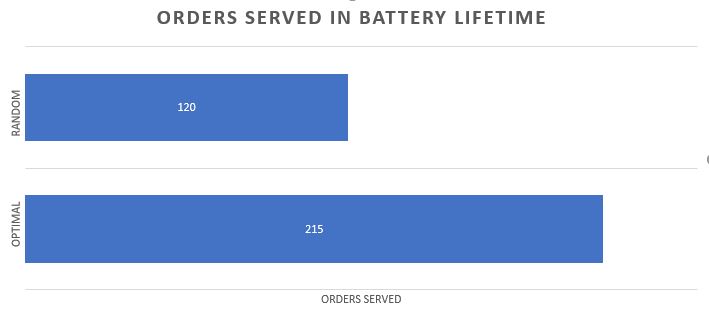 ORDERS SERVED IN BATTERY LIFETIME
RANDOM
120
OPTIMAL
215
ORDERS SERVED